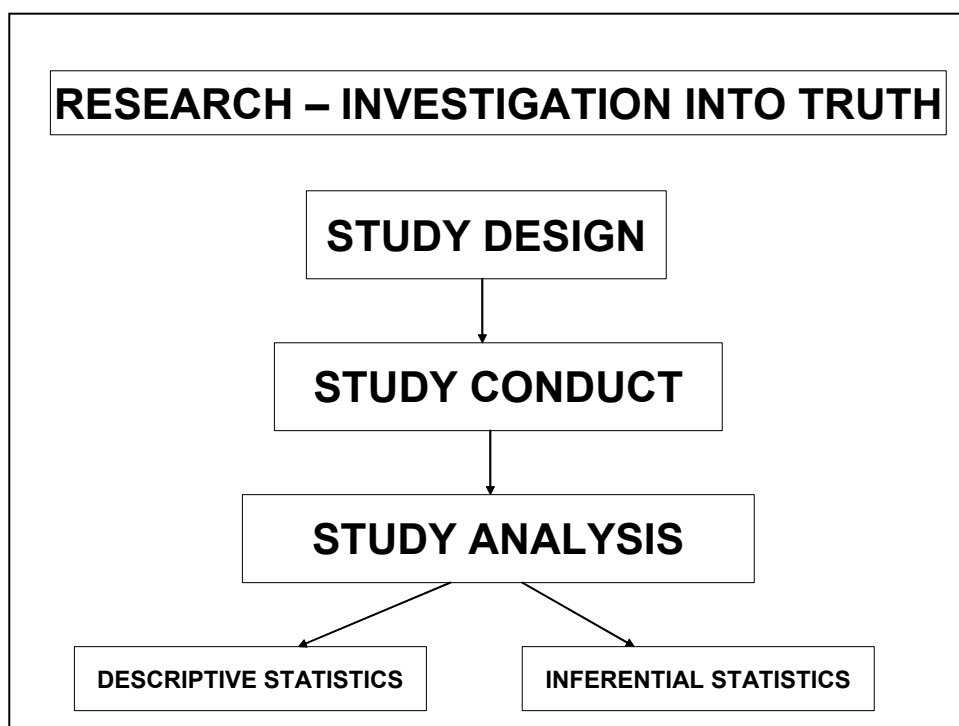 RESEARCH – INVESTIGATION INTO TRUTH
STUDY DESIGN
STUDY CONDUCT
STUDY ANALYSIS
DESCRIPTIVE STATISTICS
INFERENTIAL STATISTICS